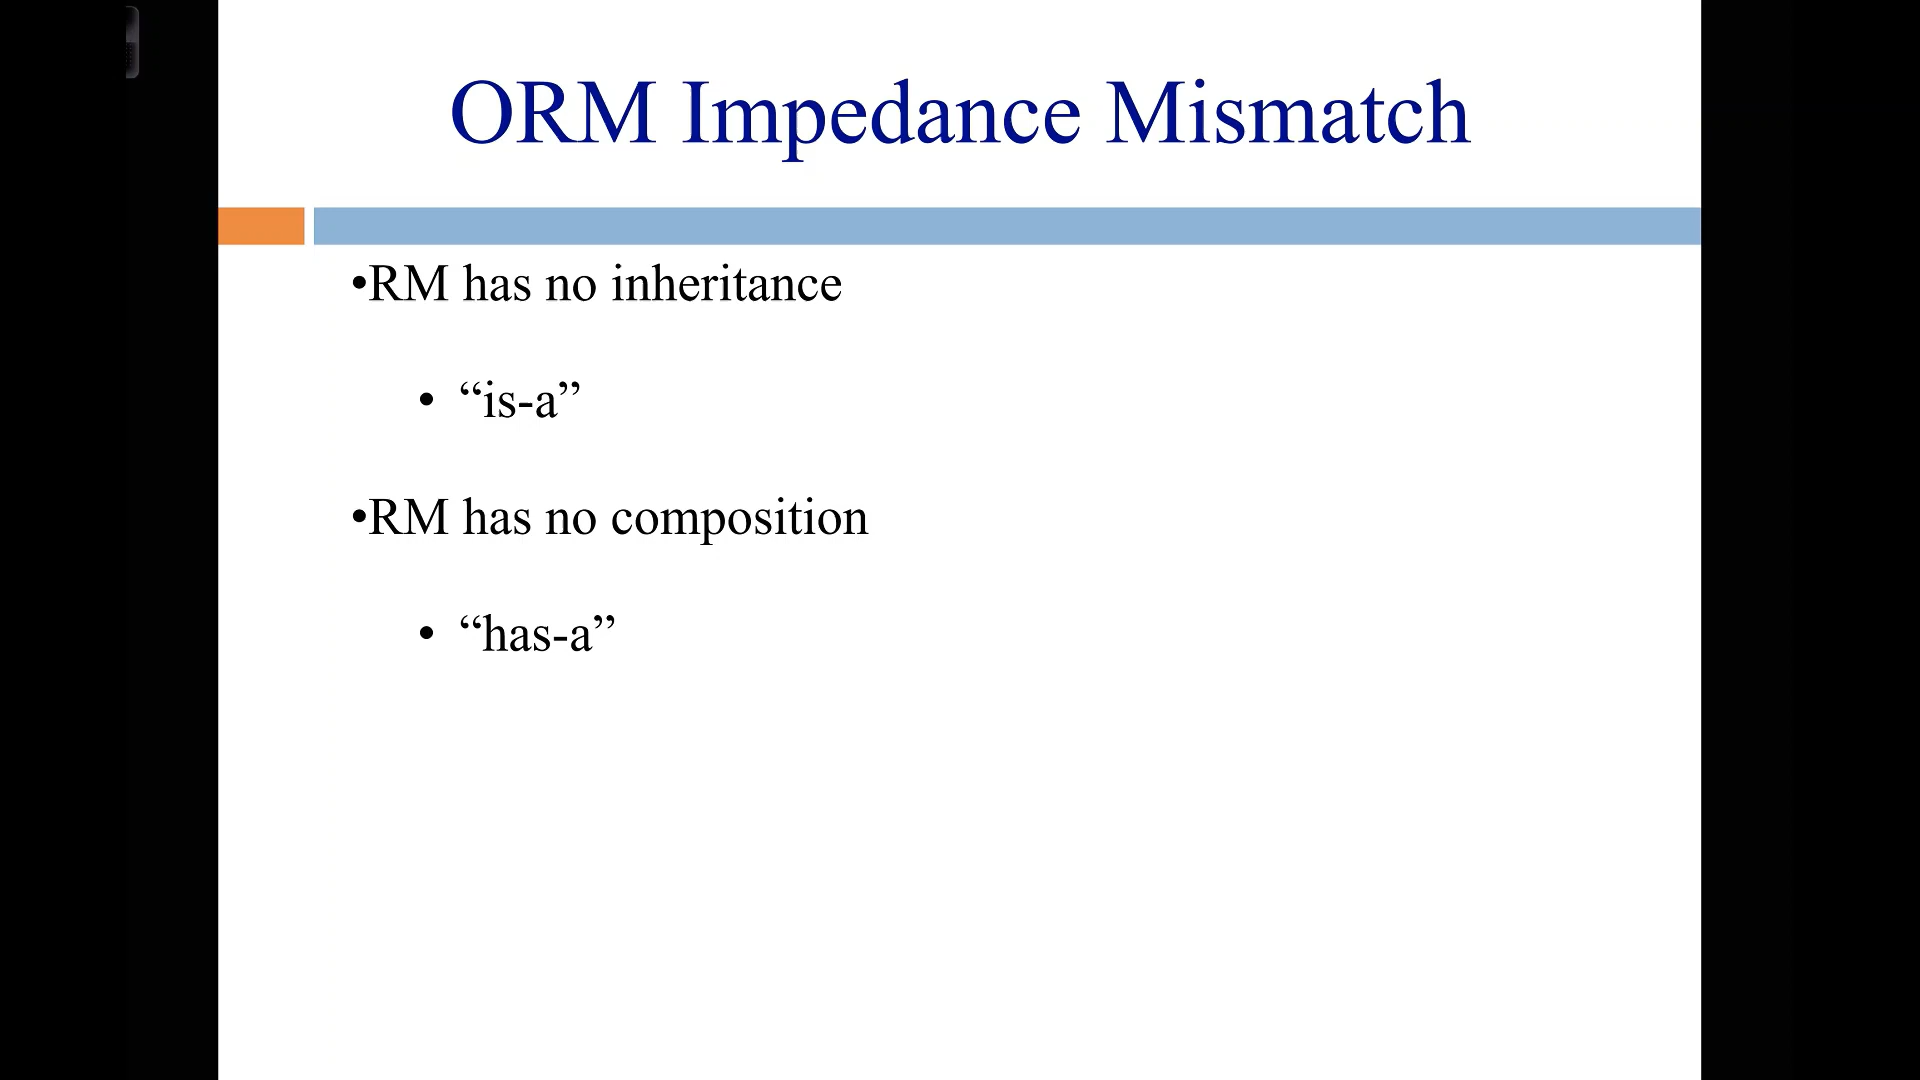 ORM Impedance Mismatch
•RM has no inheritance
• “is-a”
•RM has no composition
• “has-a”